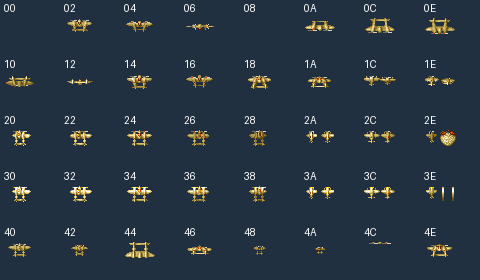 00 02 04 06 08 0A 0C 0E
10 12 14 16 18 1A 1C 1E
20 22 24 26 28 2A 2C 2E
30 32 34 36 38 3A 3C 3E
40 42 44 46 48 4A 4C 4E